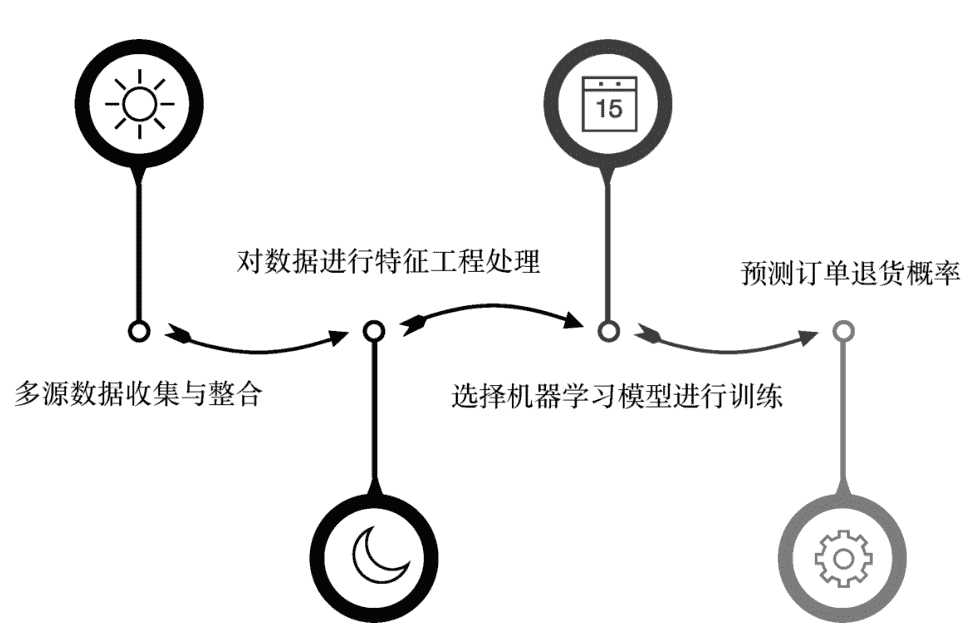 15
对数据进行特征工程处理
预测订单退货概率
多源数据收集与整合
选择机器学习模型进行训练